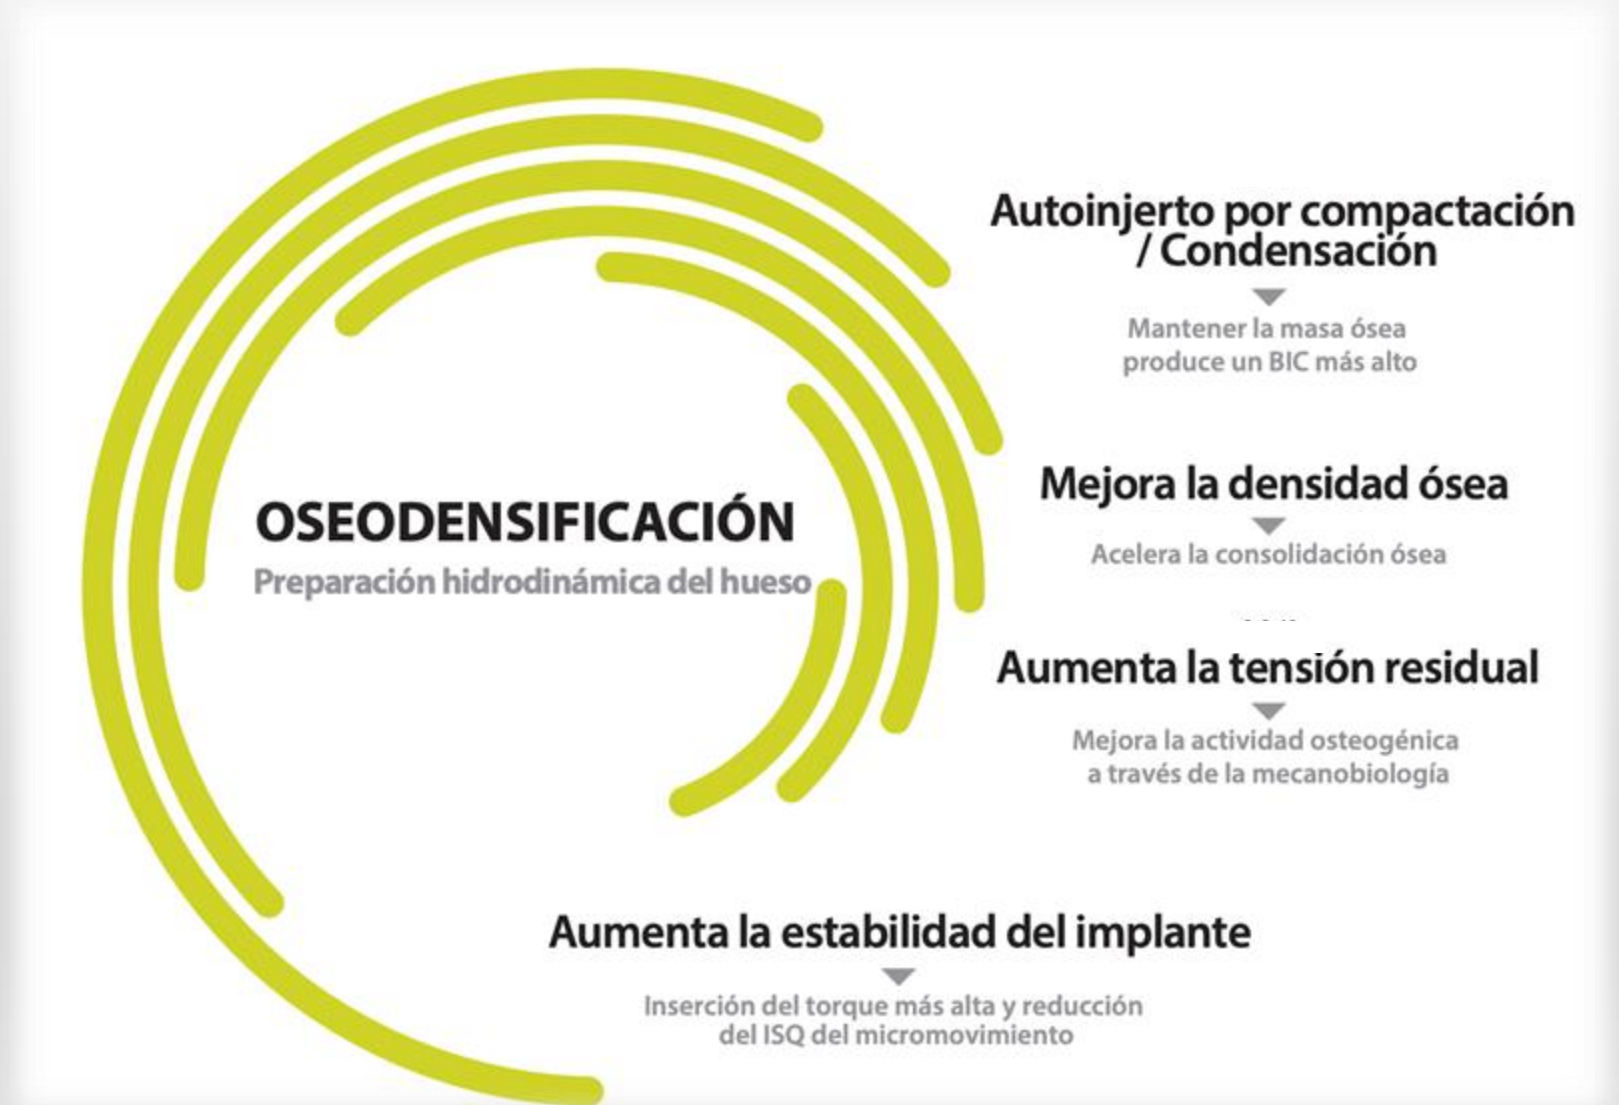 Autoinjerto por compactación
/ Condensación
Mantener la masa ósea
produce un BIC más alto
Mejora la densidad ósea
Acelera la consolidación ósea
OSEODENSIFICACIÓN
Preparación hidrodinámica del hueso
Aumenta la tensión residual
Mejora la actividad osteogénica
a través de la mecanobiología
Aumenta la estabilidad del implante
Inserción del torque más alta y reducción
del ISQ del micromovimiento